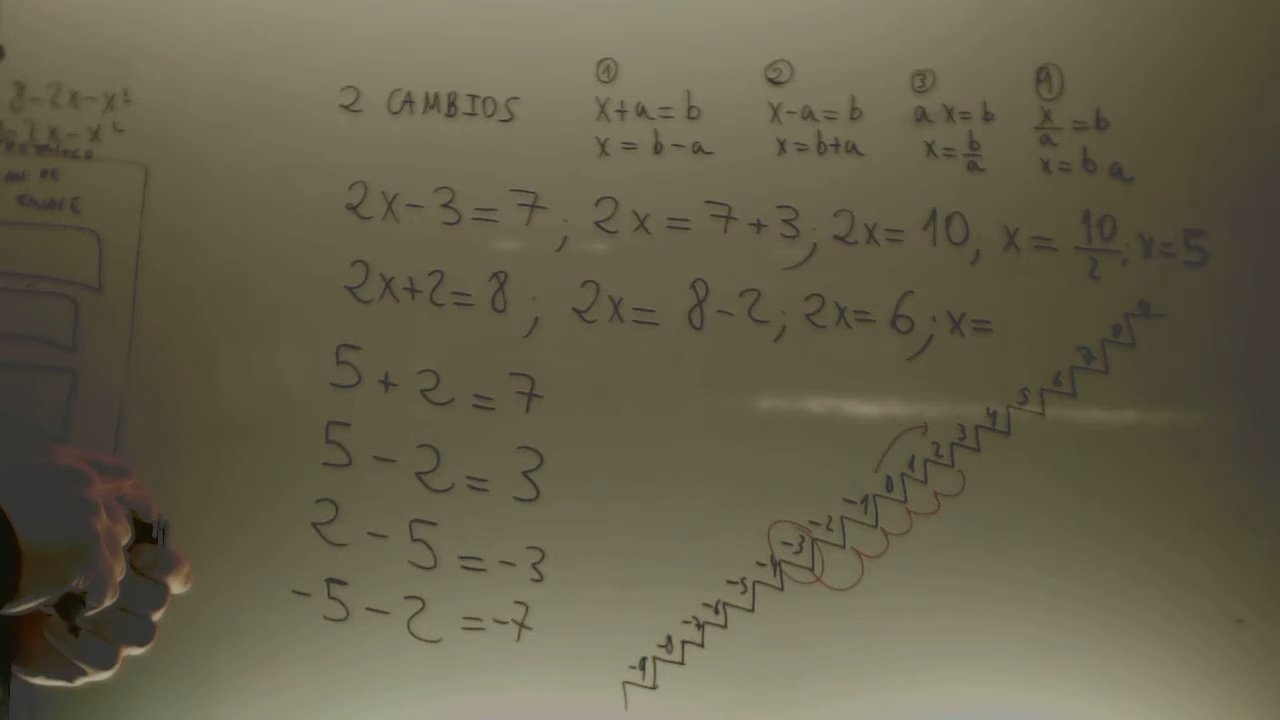 8-2x-x²
2 CAMBIOS
① ② ③ ④
x+a=b x-a=b ax=b x/a=b
x=b-a x=b+a x=b/a x=b·a
2x-3=7; 2x=7+3; 2x=10, x=10/2; x=5
2x+2=8; 2x=8-2; 2x=6; x=
5+2=7
5-2=3
2-5=-3
-5-2=-7
-9 -8 -7 -6 -5 -4 -3 -2 -1 0 1 2 3 4 5 6 7 8 9